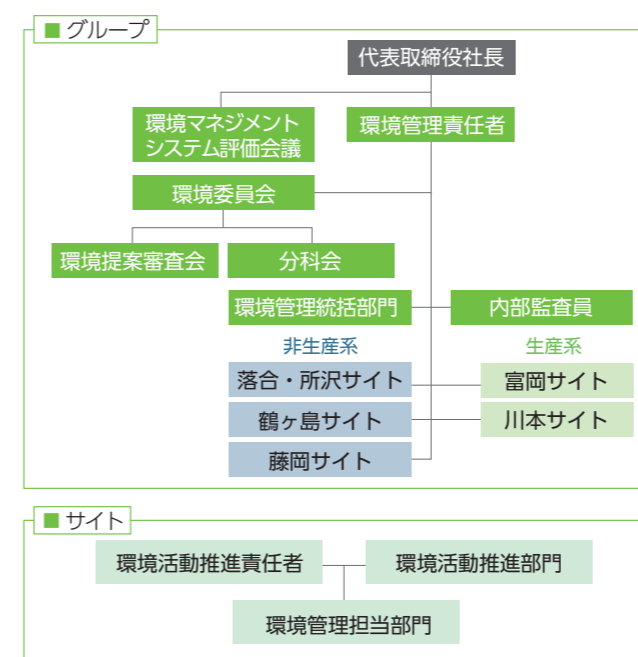 ■ グループ
代表取締役社長
環境マネジメント
システム評価会議
環境管理責任者
環境委員会
環境提案審査会
分科会
環境管理統括部門
内部監査員
非生産系
生産系
落合・所沢サイト
富岡サイト
鶴ヶ島サイト
川本サイト
藤岡サイト
■ サイト
環境活動推進責任者
環境活動推進部門
環境管理担当部門